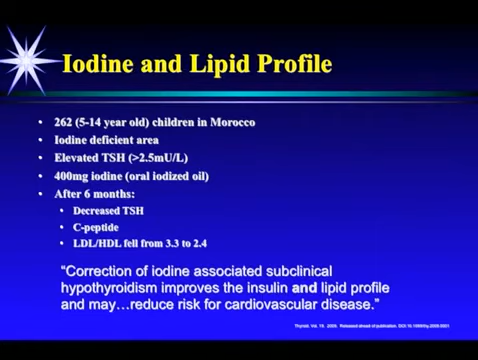 Iodine and Lipid Profile
• 262 (5-14 year old) children in Morocco
• Iodine deficient area
• Elevated TSH (>2.5mU/L)
• 400mg iodine (oral iodized oil)
• After 6 months:
• Decreased TSH
• C-peptide
• LDL/HDL fell from 3.3 to 2.4
“Correction of iodine associated subclinical
hypothyroidism improves the insulin and lipid profile
and may…reduce risk for cardiovascular disease.”
Thyroid. Vol. 19. 2009. Released ahead of publication.